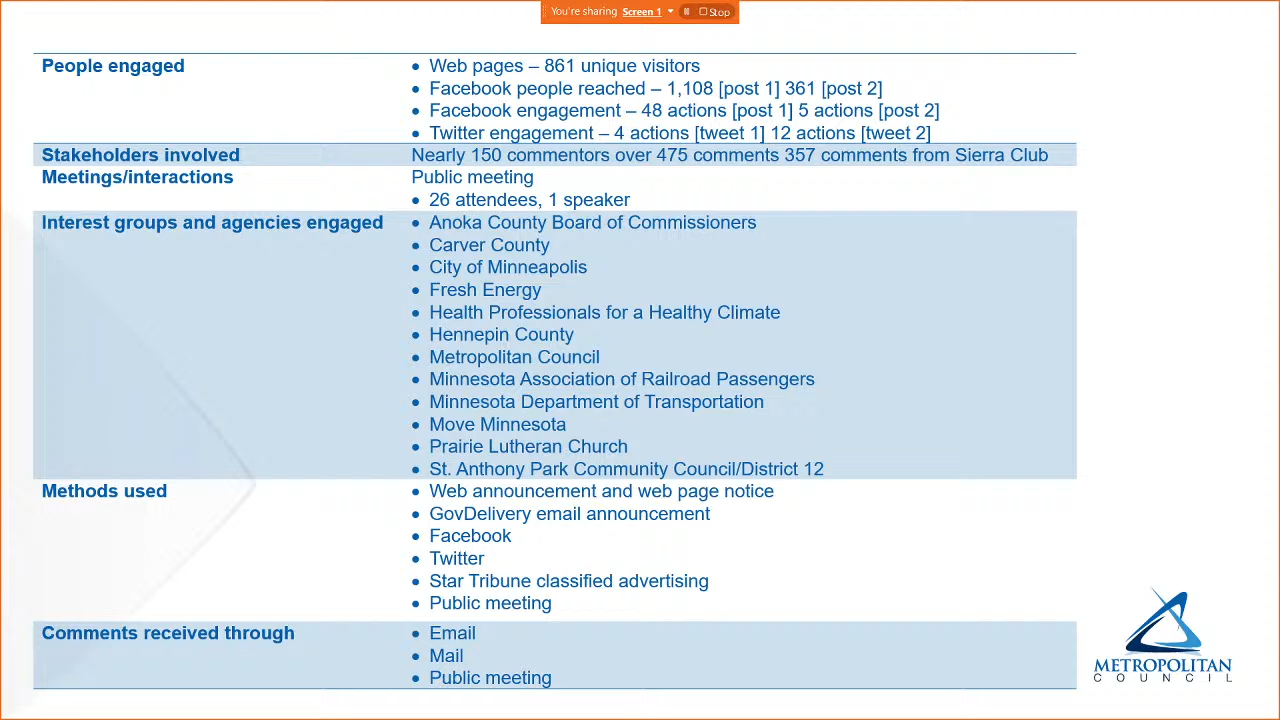 You're sharing Screen 1 Stop
People engaged
• Web pages – 861 unique visitors
• Facebook people reached – 1,108 [post 1] 361 [post 2]
• Facebook engagement – 48 actions [post 1] 5 actions [post 2]
• Twitter engagement – 4 actions [tweet 1] 12 actions [tweet 2]
Stakeholders involved
Nearly 150 commentors over 475 comments 357 comments from Sierra Club
Meetings/interactions
Public meeting
• 26 attendees, 1 speaker
Interest groups and agencies engaged
• Anoka County Board of Commissioners
• Carver County
• City of Minneapolis
• Fresh Energy
• Health Professionals for a Healthy Climate
• Hennepin County
• Metropolitan Council
• Minnesota Association of Railroad Passengers
• Minnesota Department of Transportation
• Move Minnesota
• Prairie Lutheran Church
• St. Anthony Park Community Council/District 12
Methods used
• Web announcement and web page notice
• GovDelivery email announcement
• Facebook
• Twitter
• Star Tribune classified advertising
• Public meeting
Comments received through
• Email
• Mail
• Public meeting
METROPOLITAN
COUNCIL